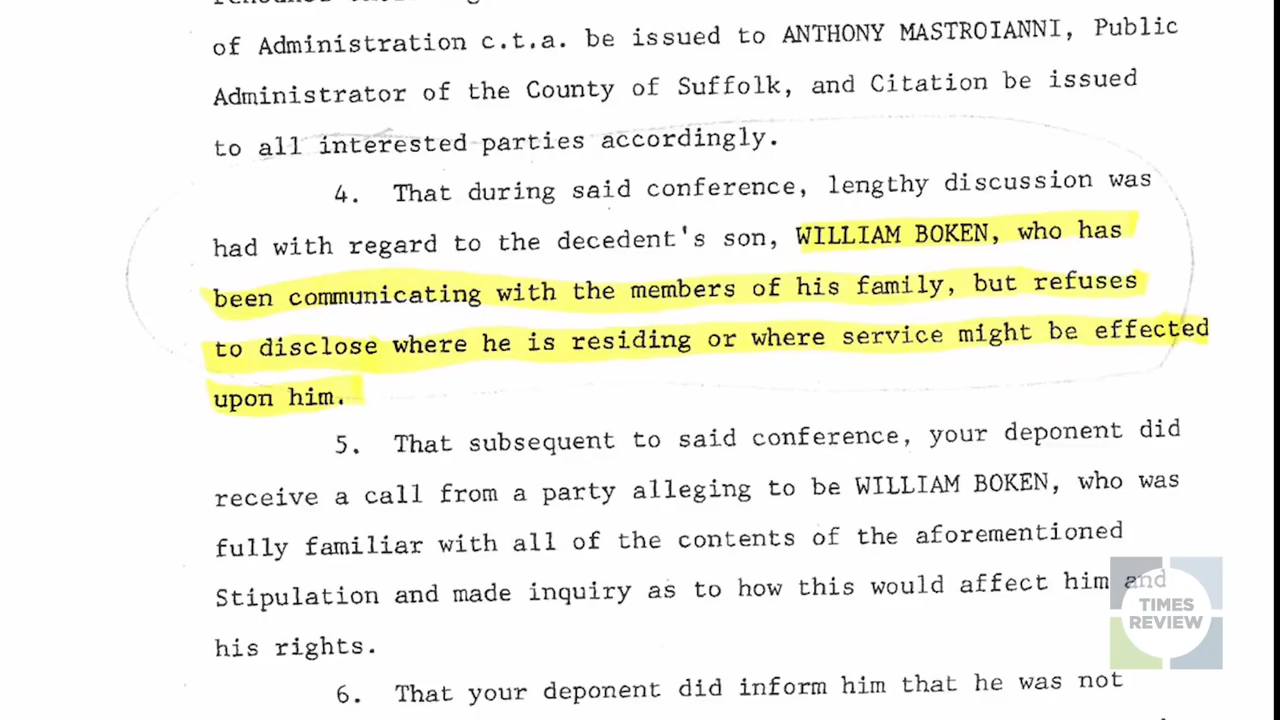 of Administration c.t.a. be issued to ANTHONY MASTROIANNI, Public
Administrator of the County of Suffolk, and Citation be issued
to all interested parties accordingly.
4. That during said conference, lengthy discussion was
had with regard to the decedent's son, WILLIAM BOKEN, who has
been communicating with the members of his family, but refuses
to disclose where he is residing or where service might be effected
upon him.
5. That subsequent to said conference, your deponent did
receive a call from a party alleging to be WILLIAM BOKEN, who was
fully familiar with all of the contents of the aforementioned
Stipulation and made inquiry as to how this would affect him and
his rights.
6. That your deponent did inform him that he was not
TIMES
REVIEW